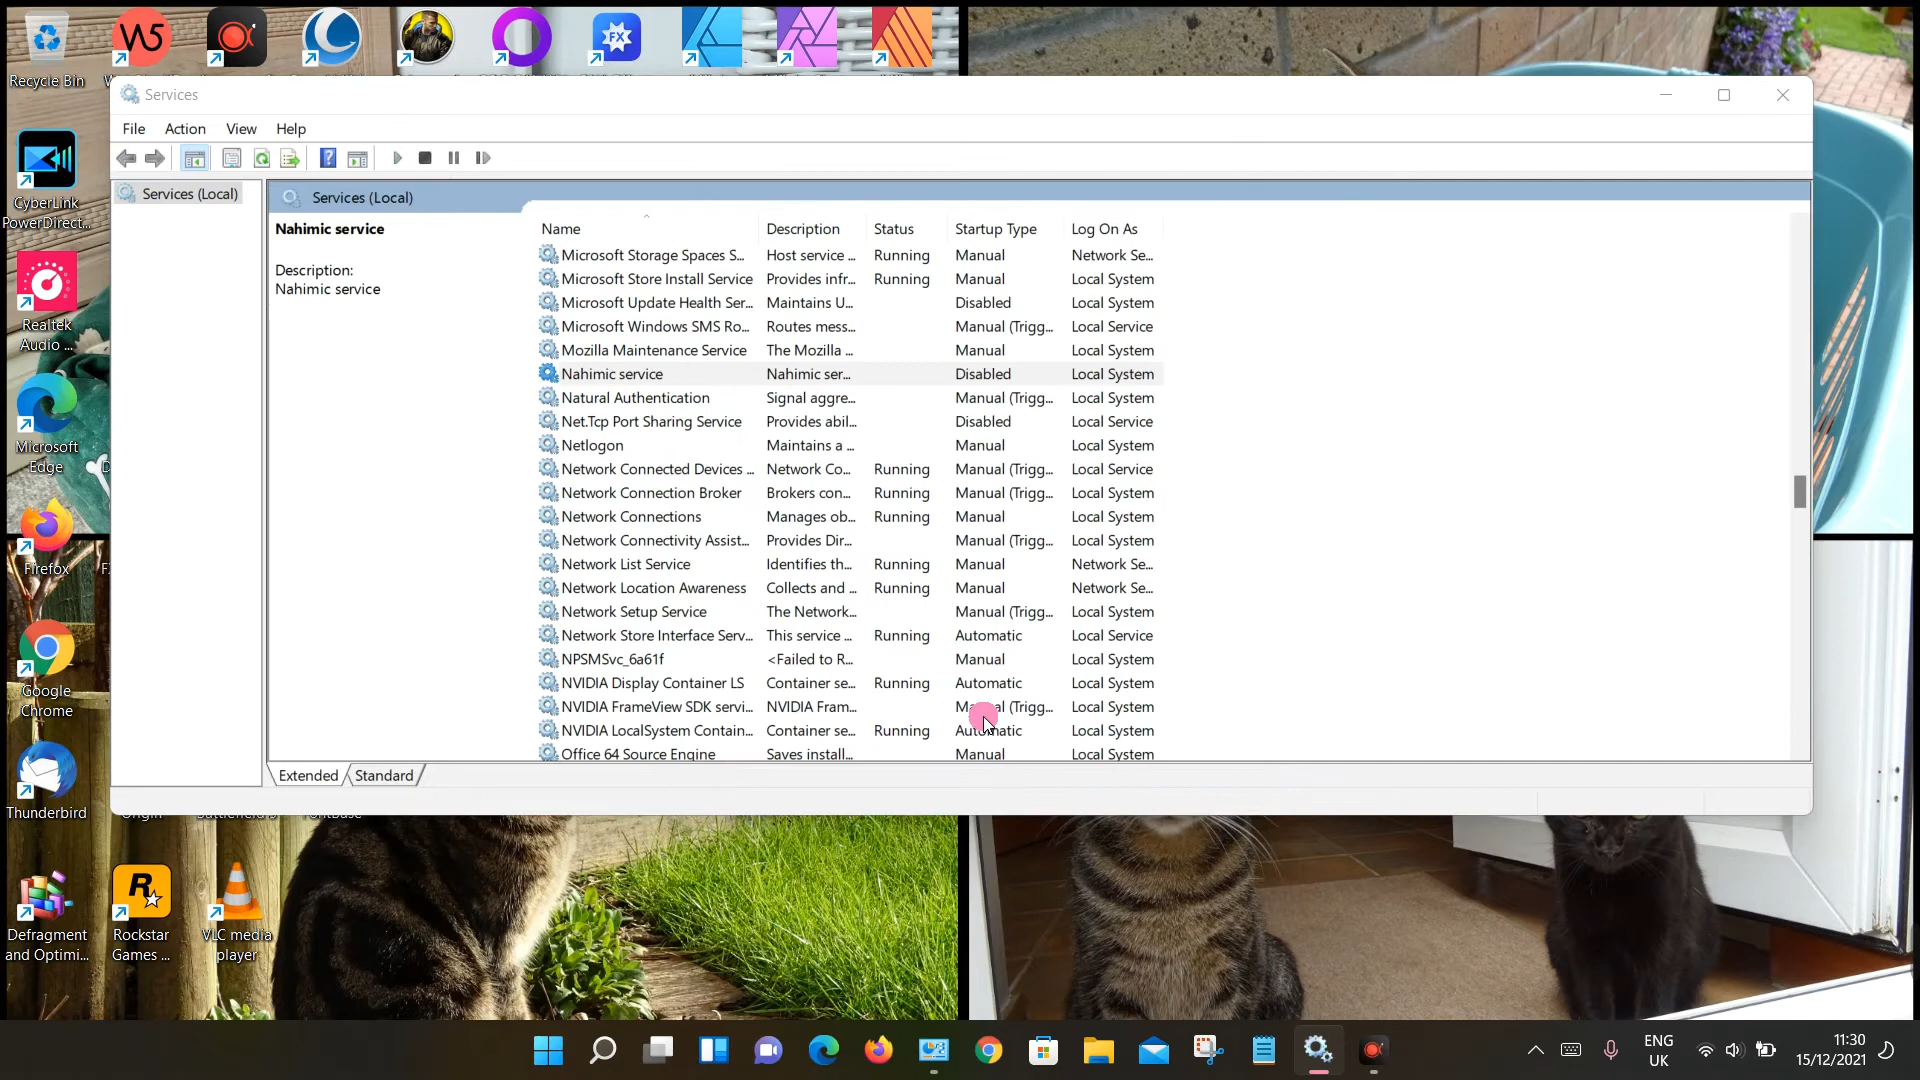 Recycle Bin
CyberLink
PowerDirect...
Realtek
Audio ...
Microsoft
Edge
Firefox
Google
Chrome
Thunderbird
Defragment
and Optimi...
Rockstar
Games ...
VLC media
player
W5
FX
Services
File Action View Help
Services (Local)
Services (Local)
Nahimic service
Description:
Nahimic service
Name Description Status Startup Type Log On As
Microsoft Storage Spaces S... Host service ... Running Manual Network Se...
Microsoft Store Install Service Provides infr... Running Manual Local System
Microsoft Update Health Ser... Maintains U... Disabled Local System
Microsoft Windows SMS Ro... Routes mess... Manual (Trigg... Local Service
Mozilla Maintenance Service The Mozilla ... Manual Local System
Nahimic service Nahimic ser... Disabled Local System
Natural Authentication Signal aggre... Manual (Trigg... Local System
Net.Tcp Port Sharing Service Provides abil... Disabled Local Service
Netlogon Maintains a ... Manual Local System
Network Connected Devices ... Network Co... Running Manual (Trigg... Local Service
Network Connection Broker Brokers con... Running Manual (Trigg... Local System
Network Connections Manages ob... Running Manual Local System
Network Connectivity Assist... Provides Dir... Manual (Trigg... Local System
Network List Service Identifies th... Running Manual Network Se...
Network Location Awareness Collects and ... Running Manual Network Se...
Network Setup Service The Network... Manual (Trigg... Local System
Network Store Interface Serv... This service ... Running Automatic Local Service
NPSMSvc_6a61f <Failed to R... Manual Local System
NVIDIA Display Container LS Container se... Running Automatic Local System
NVIDIA FrameView SDK servi... NVIDIA Fram... Manual (Trigg... Local System
NVIDIA LocalSystem Contain... Container se... Running Automatic Local System
Office 64 Source Engine Saves install... Manual Local System
Extended Standard
ENG
UK
11:30
15/12/2021